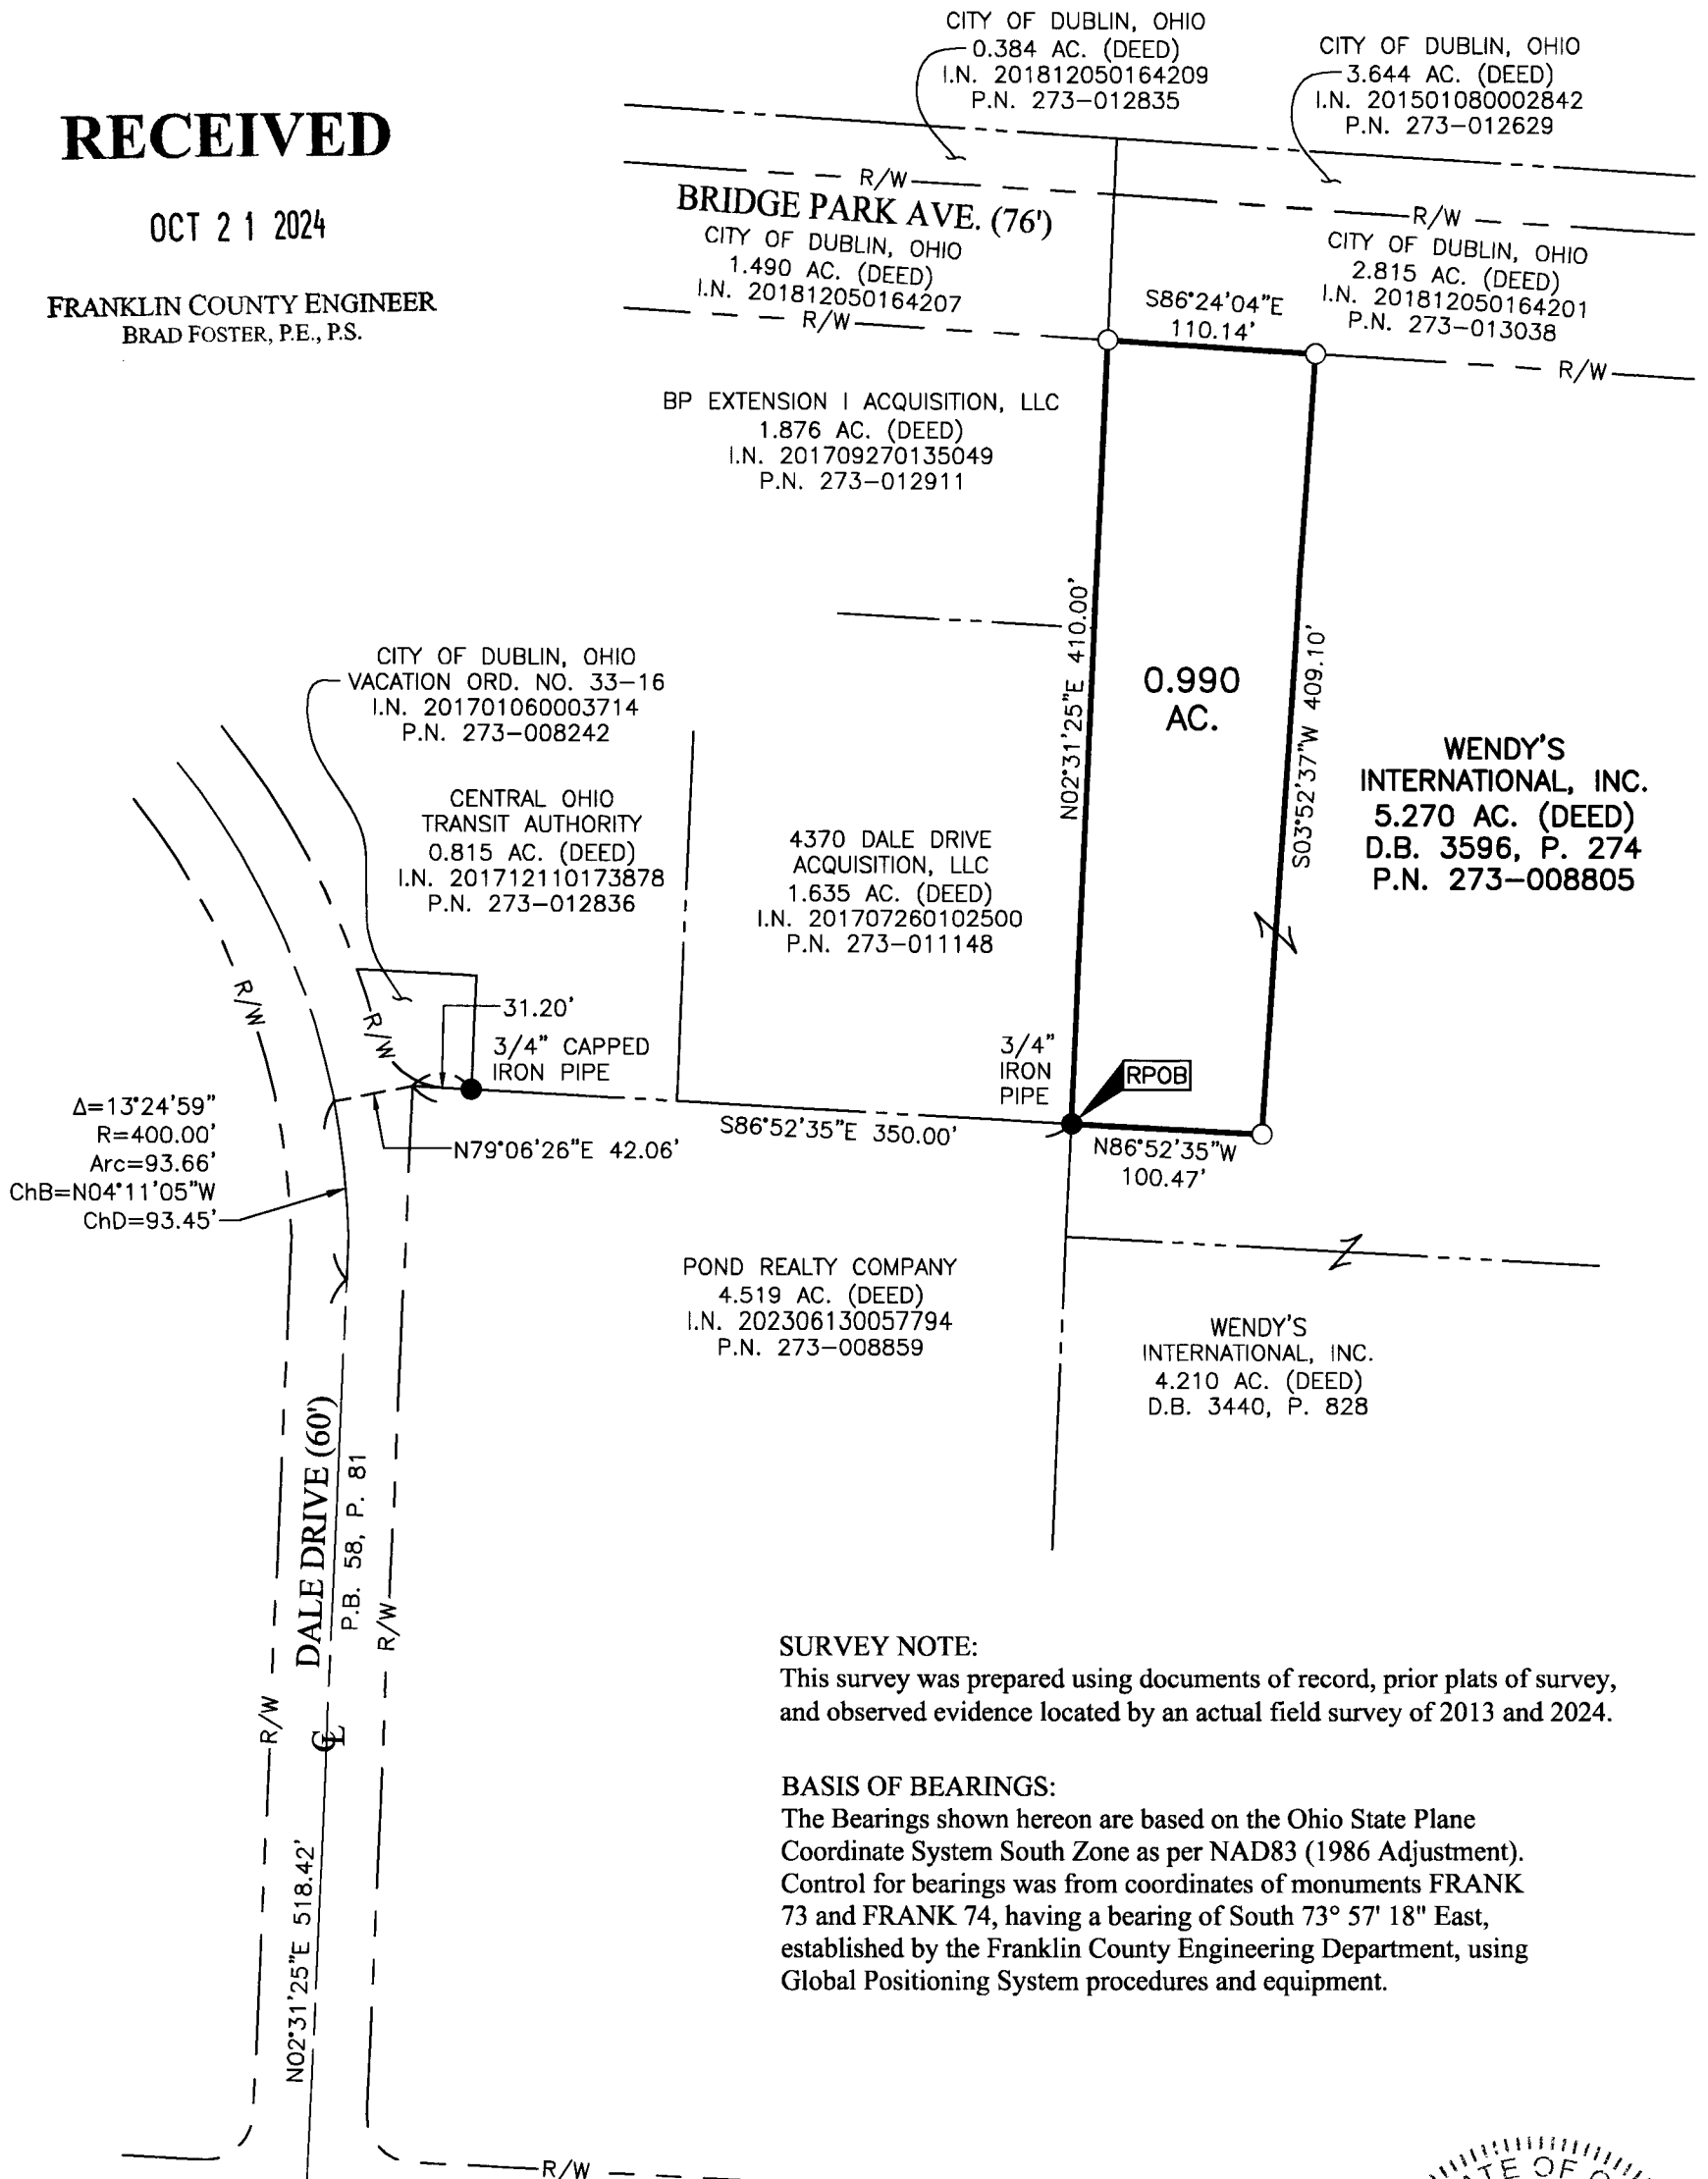 RECEIVED
OCT 2 1 2024
FRANKLIN COUNTY ENGINEER
BRAD FOSTER, P.E., P.S.
CITY OF DUBLIN, OHIO
0.384 AC. (DEED)
I.N. 201812050164209
P.N. 273-012835
CITY OF DUBLIN, OHIO
3.644 AC. (DEED)
I.N. 201501080002842
P.N. 273-012629
R/W
BRIDGE PARK AVE. (76')
R/W
CITY OF DUBLIN, OHIO
1.490 AC. (DEED)
I.N. 201812050164207
R/W
CITY OF DUBLIN, OHIO
2.815 AC. (DEED)
I.N. 201812050164201
P.N. 273-013038
S86°24'04"E
110.14'
R/W
BP EXTENSION I ACQUISITION, LLC
1.876 AC. (DEED)
I.N. 201709270135049
P.N. 273-012911
N02°31'25"E 410.00'
0.990
AC.
S03°52'37"W 409.10'
WENDY'S
INTERNATIONAL, INC.
5.270 AC. (DEED)
D.B. 3596, P. 274
P.N. 273-008805
CITY OF DUBLIN, OHIO
VACATION ORD. NO. 33-16
I.N. 201701060003714
P.N. 273-008242
CENTRAL OHIO
TRANSIT AUTHORITY
0.815 AC. (DEED)
I.N. 201712110173878
P.N. 273-012836
4370 DALE DRIVE
ACQUISITION, LLC
1.635 AC. (DEED)
I.N. 201707260102500
P.N. 273-011148
R/W
R/W
31.20'
3/4" CAPPED
IRON PIPE
3/4"
IRON
PIPE
RPOB
Δ=13°24'59"
R=400.00'
Arc=93.66'
ChB=N04°11'05"W
ChD=93.45'
N79°06'26"E 42.06'
S86°52'35"E 350.00'
N86°52'35"W
100.47'
POND REALTY COMPANY
4.519 AC. (DEED)
I.N. 202306130057794
P.N. 273-008859
WENDY'S
INTERNATIONAL, INC.
4.210 AC. (DEED)
D.B. 3440, P. 828
DALE DRIVE (60')
P.B. 58, P. 81
R/W
R/W
CL
N02°31'25"E 518.42'
R/W
SURVEY NOTE:
This survey was prepared using documents of record, prior plats of survey,
and observed evidence located by an actual field survey of 2013 and 2024.
BASIS OF BEARINGS:
The Bearings shown hereon are based on the Ohio State Plane
Coordinate System South Zone as per NAD83 (1986 Adjustment).
Control for bearings was from coordinates of monuments FRANK
73 and FRANK 74, having a bearing of South 73° 57' 18" East,
established by the Franklin County Engineering Department, using
Global Positioning System procedures and equipment.